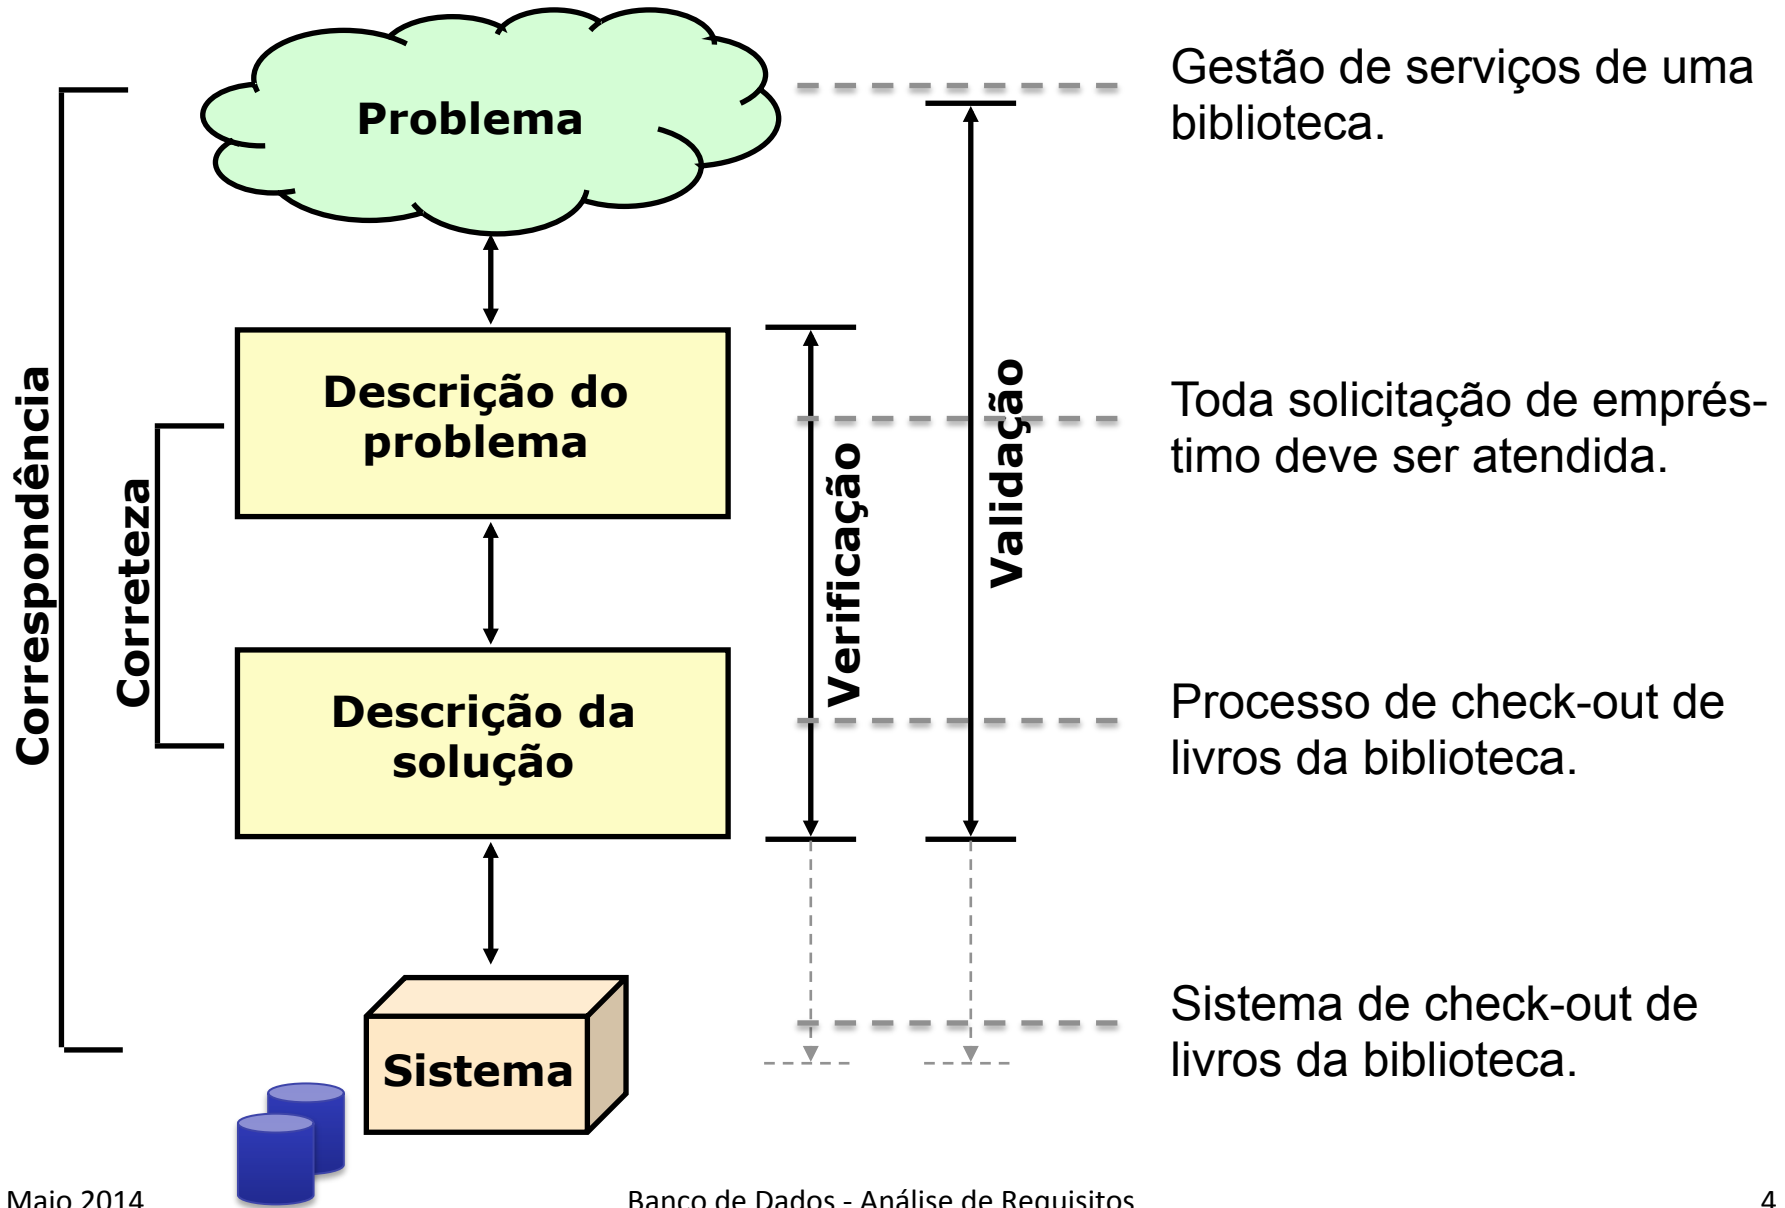 Problema
Gestão de serviços de uma
biblioteca.
Correspondência
Correteza
Descrição do
problema
Verificação
Validação
Toda solicitação de emprés-
timo deve ser atendida.
Descrição da
solução
Processo de check-out de
livros da biblioteca.
Sistema
Sistema de check-out de
livros da biblioteca.
Maio 2014
Banco de Dados - Análise de Requisitos
4